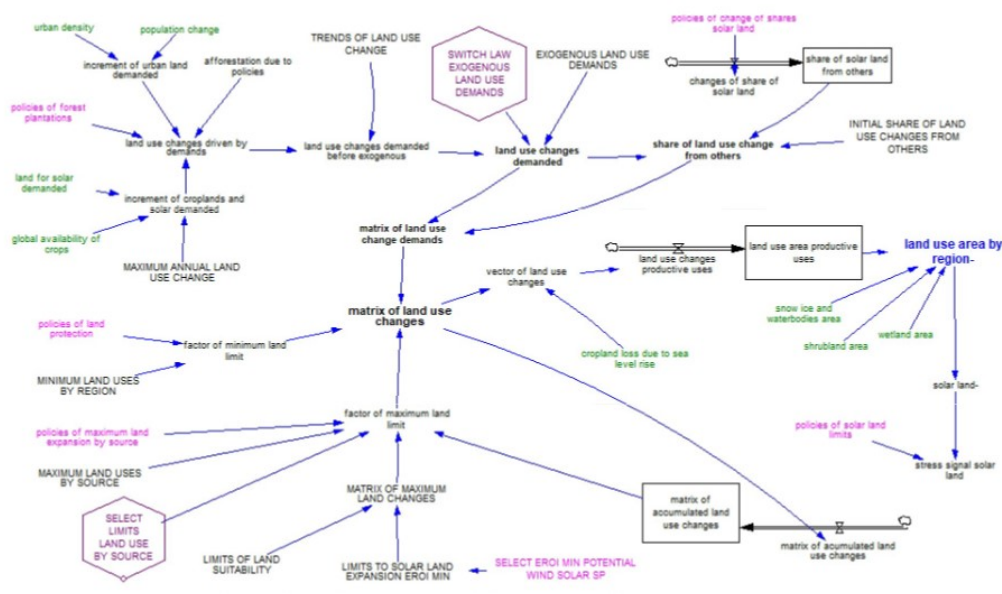 urban density
population change
increment of urban land
demanded
afforestation due to
policies
TRENDS OF LAND USE
CHANGE
SWITCH LAW
EXOGENOUS
LAND USE
DEMANDS
EXOGENOUS LAND USE
DEMANDS
policies of change of shares
solar land
changes of share of
solar land
share of solar land
from others
policies of forest
plantations
land use changes driven by
demands
land use changes demanded
before exogenous
land use changes
demanded
share of land use change
from others
INITIAL SHARE OF LAND
USE CHANGES FROM
OTHERS
land for solar
demanded
increment of croplands and
solar demanded
global availability of
crops
MAXIMUM ANNUAL LAND
USE CHANGE
matrix of land use
change demands
vector of land use
changes
land use changes
productive uses
land use area productive
uses
land use area by
region-
snow ice and
waterbodies area
shrubland area
wetland area
matrix of land use
changes
policies of land
protection
factor of minimum land
limit
MINIMUM LAND USES
BY REGION
cropland loss due to sea
level rise
solar land-
policies of solar land
limits
stress signal solar
land
factor of maximum land
limit
policies of maximum land
expansion by source
MAXIMUM LAND USES
BY SOURCE
SELECT
LIMITS
LAND USE
BY SOURCE
MATRIX OF MAXIMUM
LAND CHANGES
LIMITS OF LAND
SUITABILITY
LIMITS TO SOLAR LAND
EXPANSION EROI MIN
SELECT EROI MIN POTENTIAL
WIND SOLAR SP
matrix of
accumulated land
use changes
matrix of acumulated land
use changes